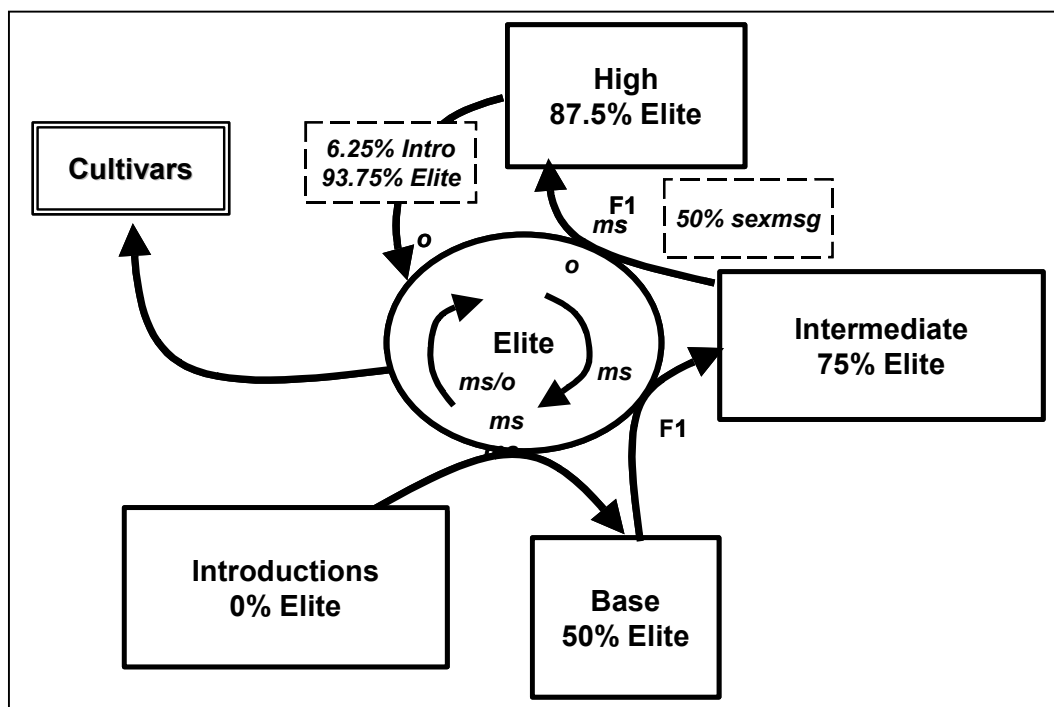 High
87.5% Elite
6.25% Intro
93.75% Elite
Cultivars
50% sexmsg
F1
ms
o
o
Intermediate
75% Elite
Elite
ms/o
ms
ms
F1
Introductions
0% Elite
Base
50% Elite